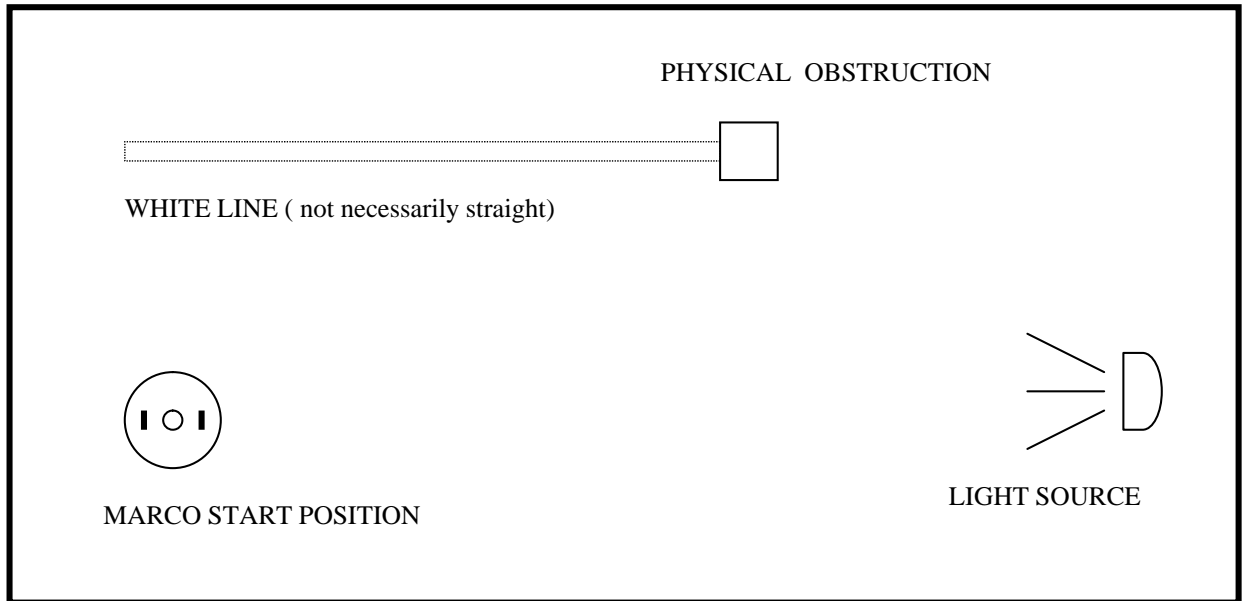 PHYSICAL OBSTRUCTION
WHITE LINE ( not necessarily straight)
LIGHT SOURCE
MARCO START POSITION